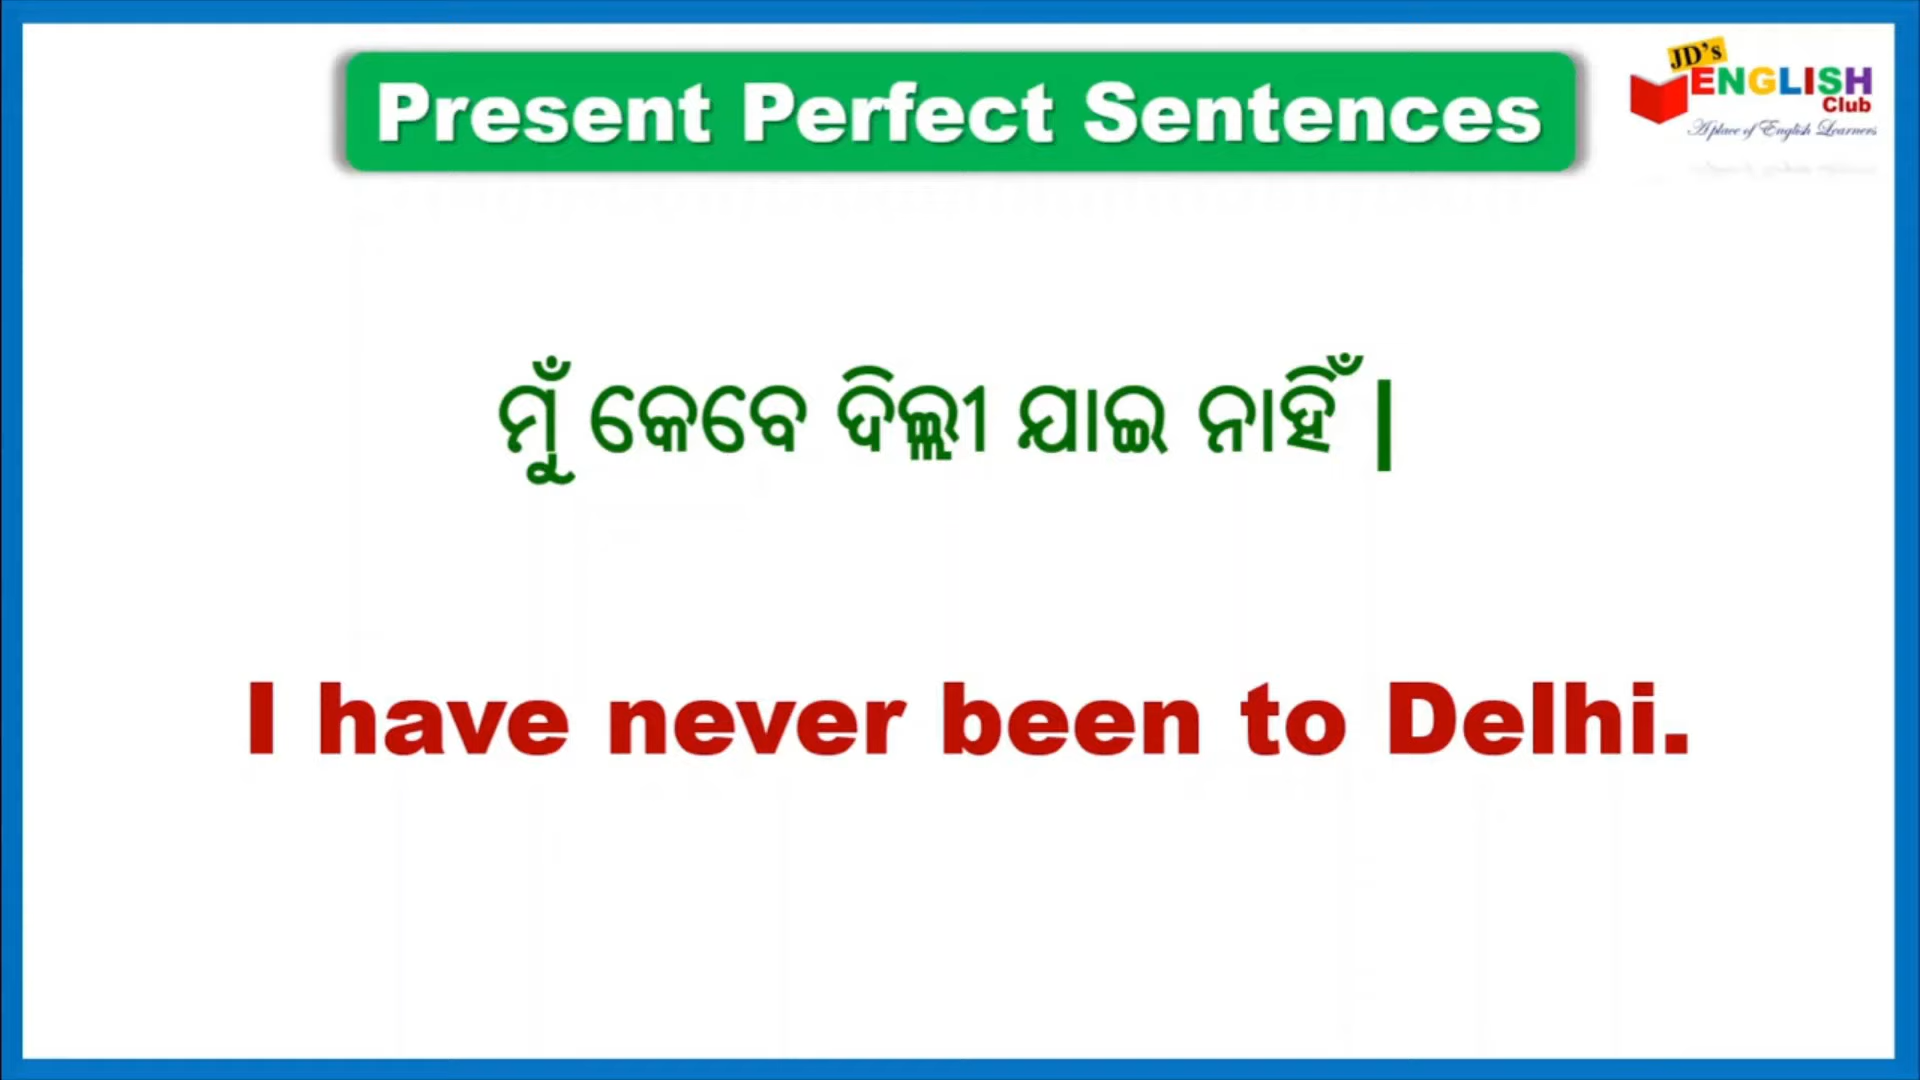 Present Perfect Sentences
JD's
ENGLISH
Club
A place of English Learners
ମୁଁ କେବେ ଦିଲ୍ଲୀ ଯାଇ ନାହିଁ |
I have never been to Delhi.